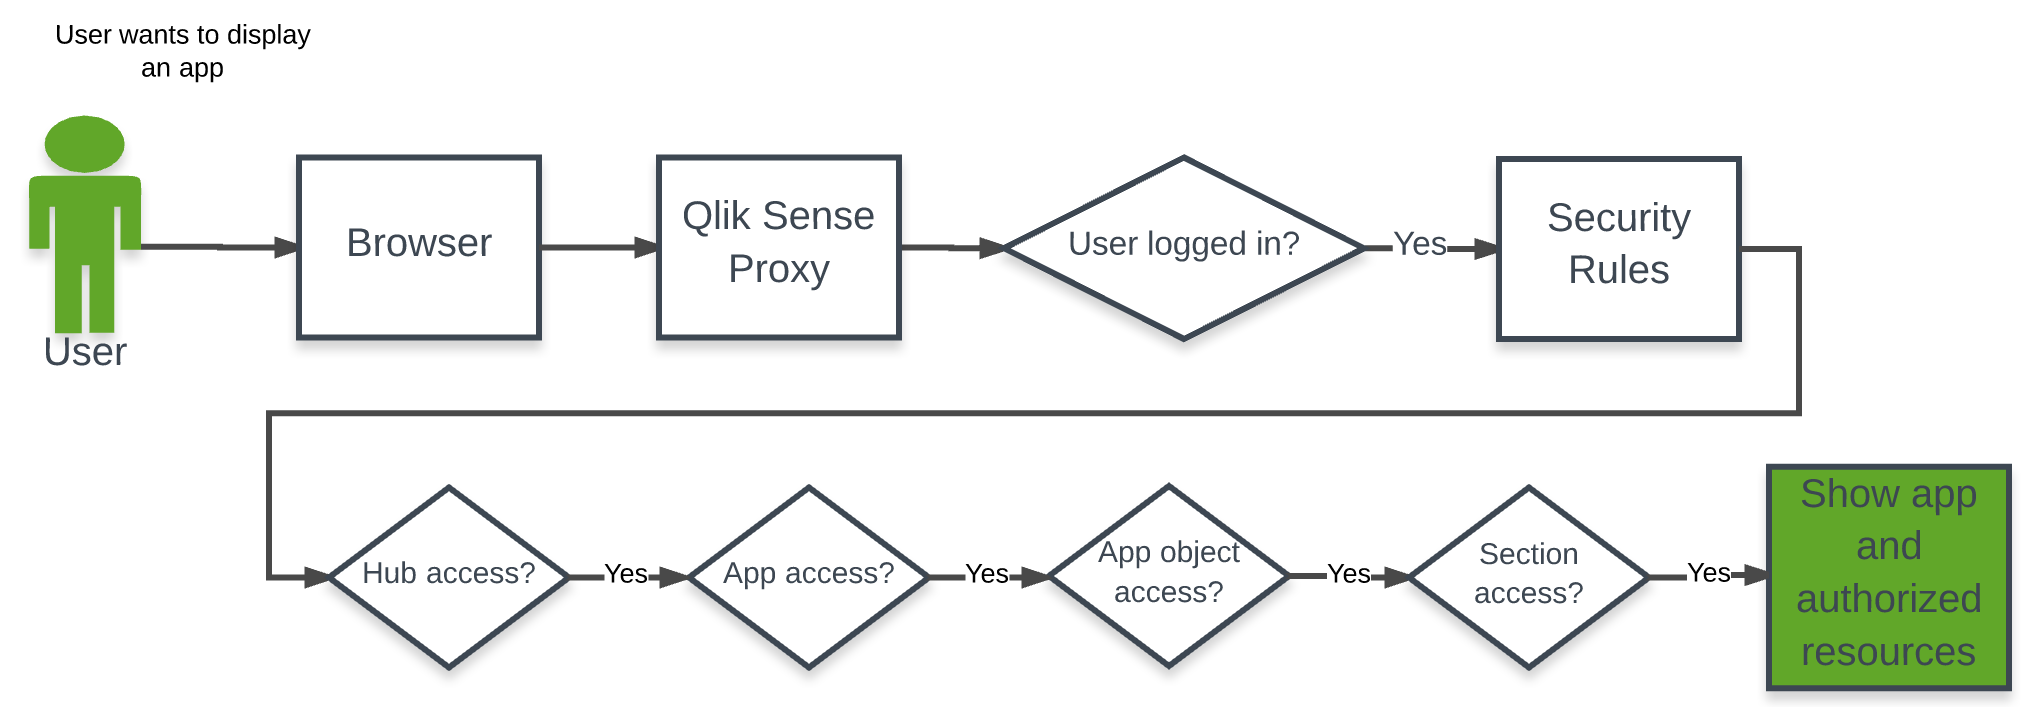 User wants to display
an app
User
Browser
Qlik Sense
Proxy
User logged in?
Yes
Security
Rules
Hub access?
Yes
App access?
Yes
App object
access?
Yes
Section
access?
Yes
Show app
and
authorized
resources